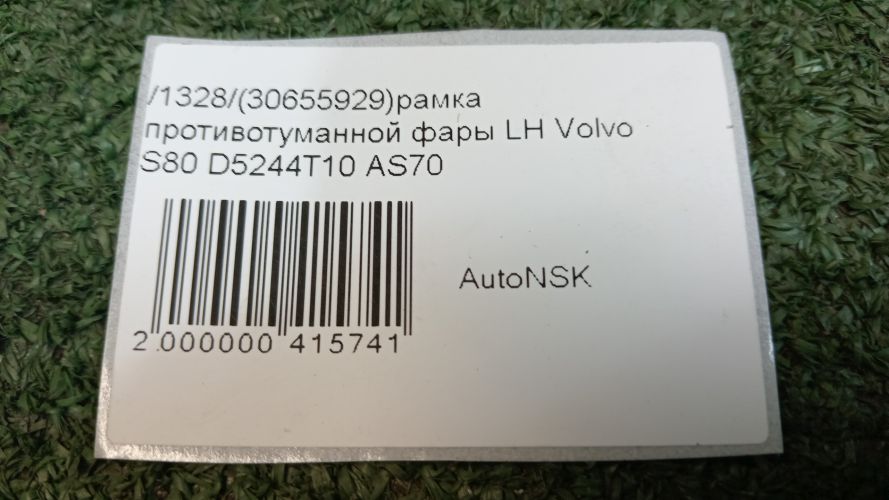 /1328/(30655929)рамка
противотуманной фары LH Volvo
S80 D5244T10 AS70
AutoNSK
2 000000 415741